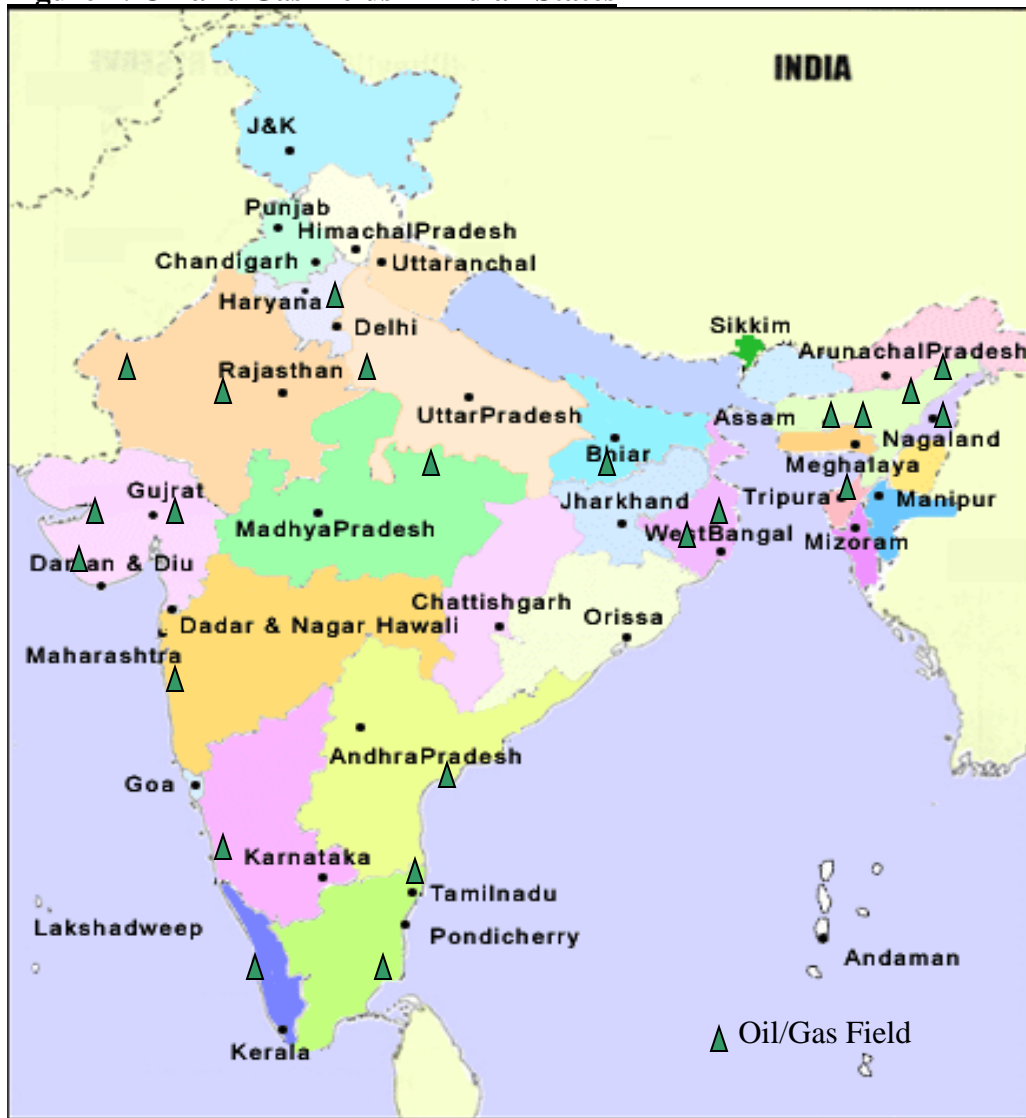 INDIA
J&K
Punjab
HimachalPradesh
Chandigarh
Uttaranchal
Haryana
Delhi
Sikkim
ArunachalPradesh
Rajasthan
UttarPradesh
Assam
Nagaland
Bhiar
Meghalaya
Gujrat
Jharkhand
Tripura
Manipur
MadhyaPradesh
WestBangal
Mizoram
Daman & Diu
Chattishgarh
Orissa
Dadar & Nagar Hawali
Maharashtra
AndhraPradesh
Goa
Karnataka
Tamilnadu
Lakshadweep
Pondicherry
Andaman
Oil/Gas Field
Kerala